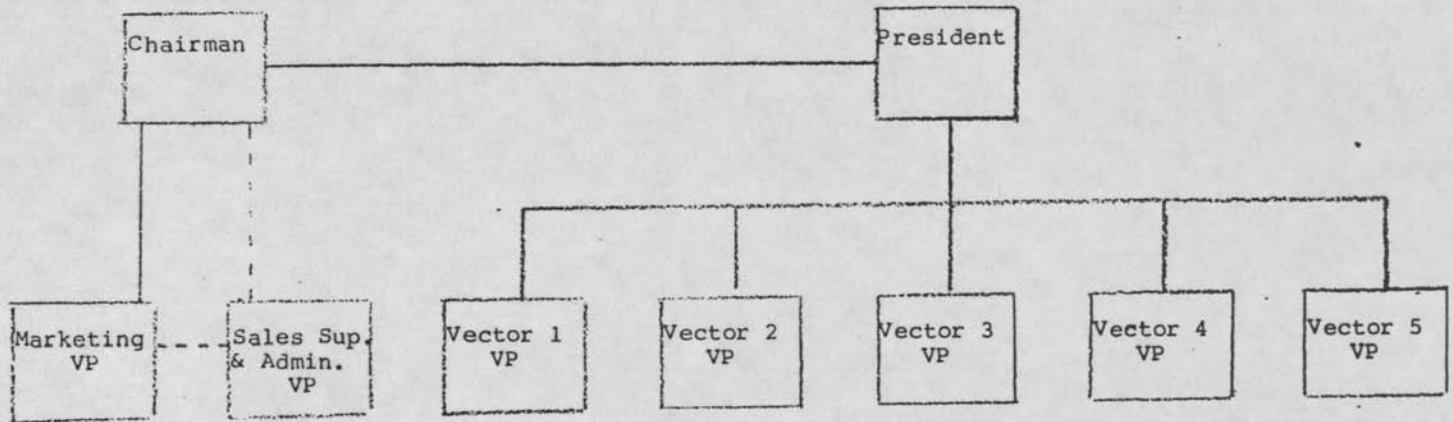 Chairman
President
Marketing
VP
Sales Sup.
& Admin.
VP
Vector 1
VP
Vector 2
VP
Vector 3
VP
Vector 4
VP
Vector 5
VP